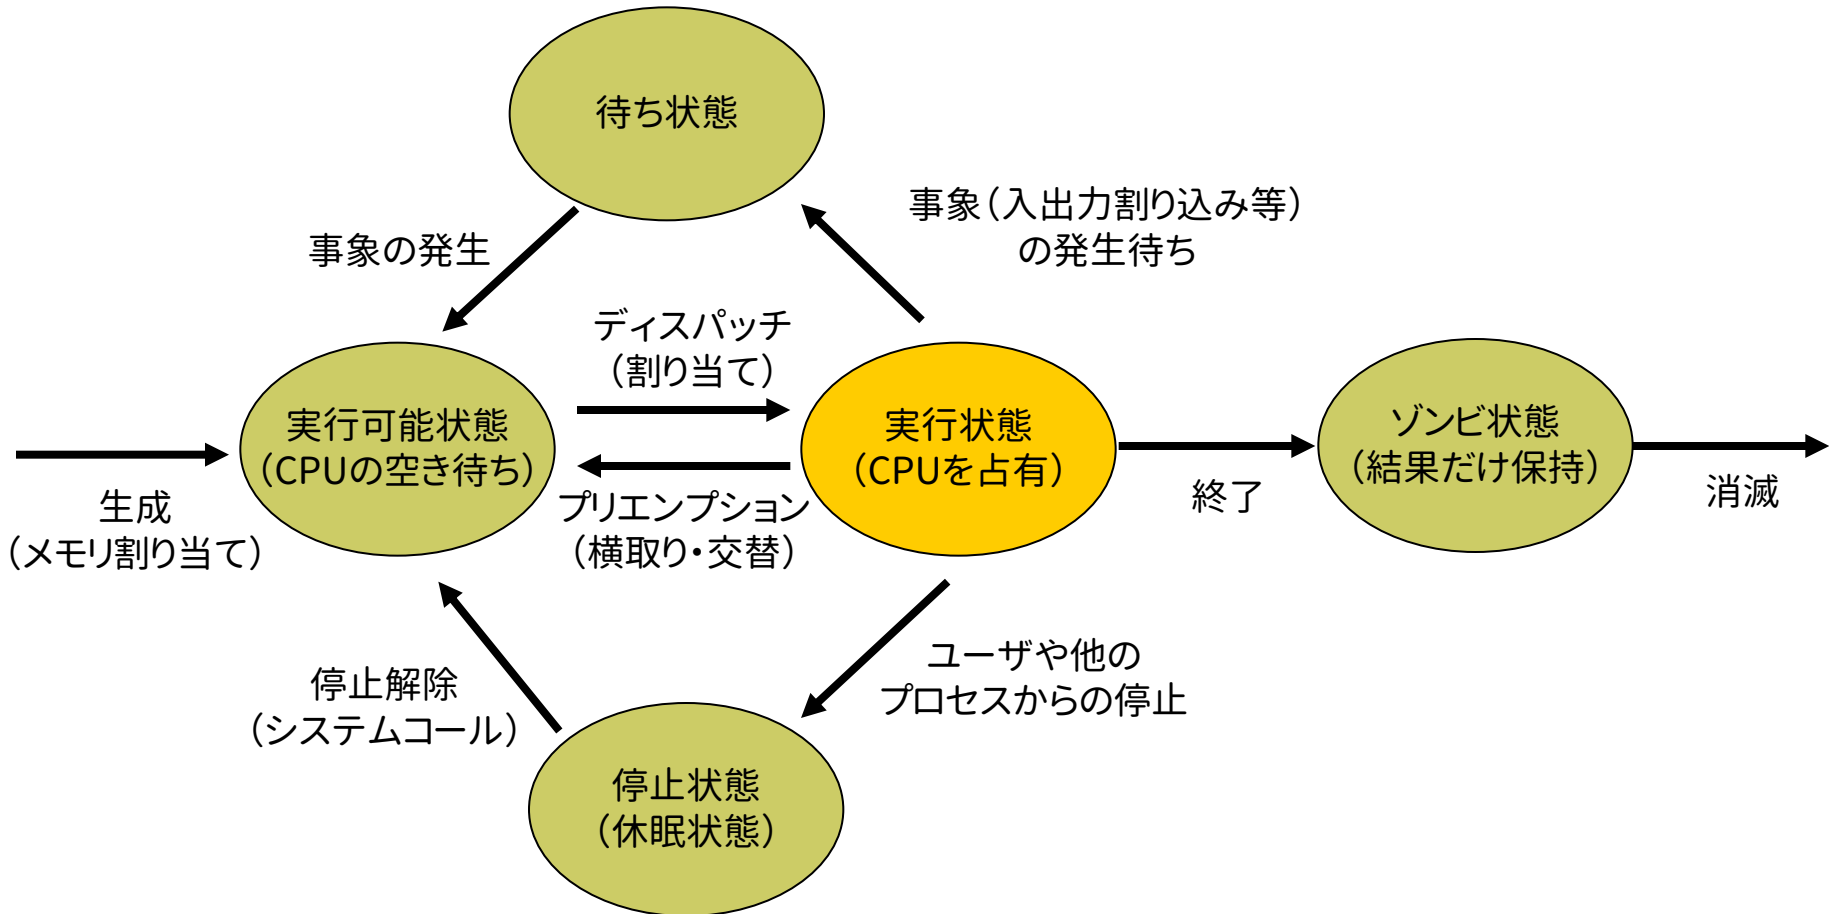 待ち状態
事象（入出力割り込み等）
の発生待ち
事象の発生
ディスパッチ
（割り当て）
実行可能状態
（CPUの空き待ち）
実行状態
（CPUを占有）
ゾンビ状態
（結果だけ保持）
生成
（メモリ割り当て）
プリエンプション
（横取り・交替）
終了
消滅
停止解除
（システムコール）
ユーザや他の
プロセスからの停止
停止状態
（休眠状態）